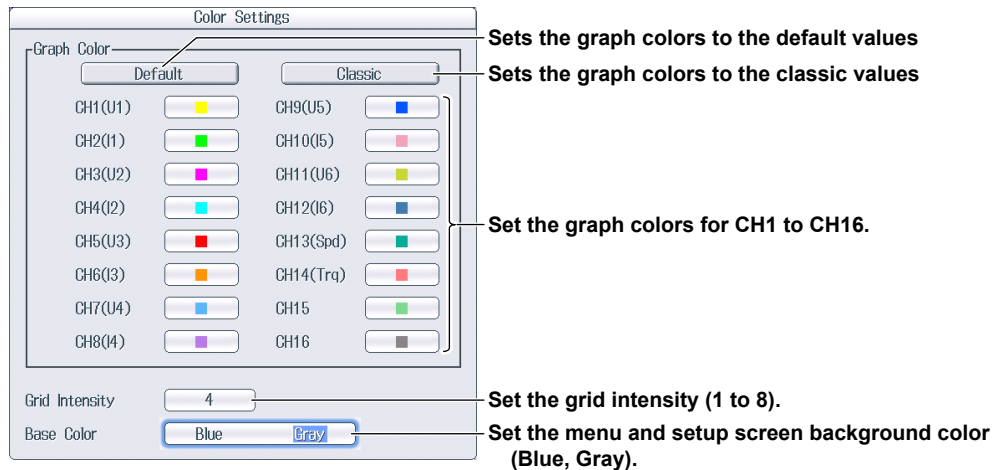 Color Settings
Graph Color
Default
Classic
Sets the graph colors to the default values
Sets the graph colors to the classic values
CH1(U1)
CH9(U5)
CH2(I1)
CH10(I5)
CH3(U2)
CH11(U6)
CH4(I2)
CH12(I6)
CH5(U3)
CH13(Spd)
CH6(I3)
CH14(Trq)
CH7(U4)
CH15
CH8(I4)
CH16
Set the graph colors for CH1 to CH16.
Grid Intensity
4
Set the grid intensity (1 to 8).
Base Color
Blue
Gray
Set the menu and setup screen background color
(Blue, Gray).